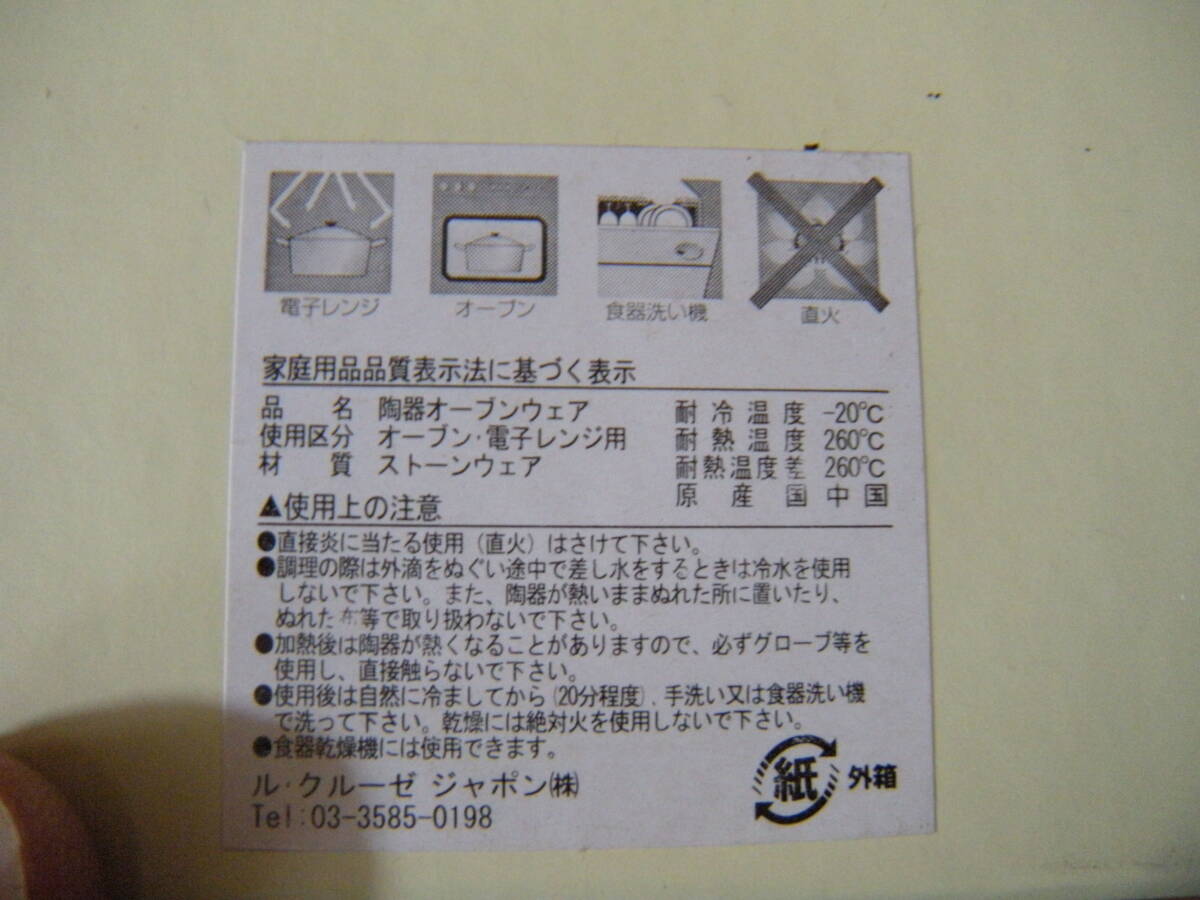 電子レンジ オーブン 食器洗い機 直火
家庭用品品質表示法に基づく表示
品名 陶器オーブンウェア 耐冷温度 -20℃
使用区分 オーブン・電子レンジ用 耐熱温度 260℃
材質 ストーンウェア 耐熱温度差 260℃
原産国 中国
▲使用上の注意
●直接炎に当たる使用（直火）はさけて下さい。
●調理の際は外滴をぬぐい途中で差し水をするときは冷水を使用
しないで下さい。また、陶器が熱いままぬれた所に置いたり、
ぬれた布等で取り扱わないで下さい。
●加熱後は陶器が熱くなることがありますので、必ずグローブ等を
使用し、直接触らないで下さい。
●使用後は自然に冷ましてから（20分程度）、手洗い又は食器洗い機
で洗って下さい。乾燥には絶対火を使用しないで下さい。
●食器乾燥機には使用できます。
ル・クルーゼ ジャポン㈱
Tel:03-3585-0198
紙 外箱